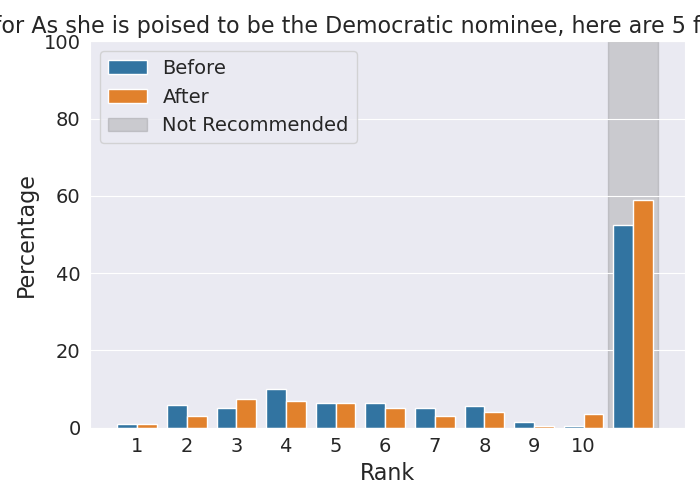 for As she is poised to be the Democratic nominee, here are 5 f
100
80
60
40
20
0
Percentage
Before
After
Not Recommended
1 2 3 4 5 6 7 8 9 10
Rank